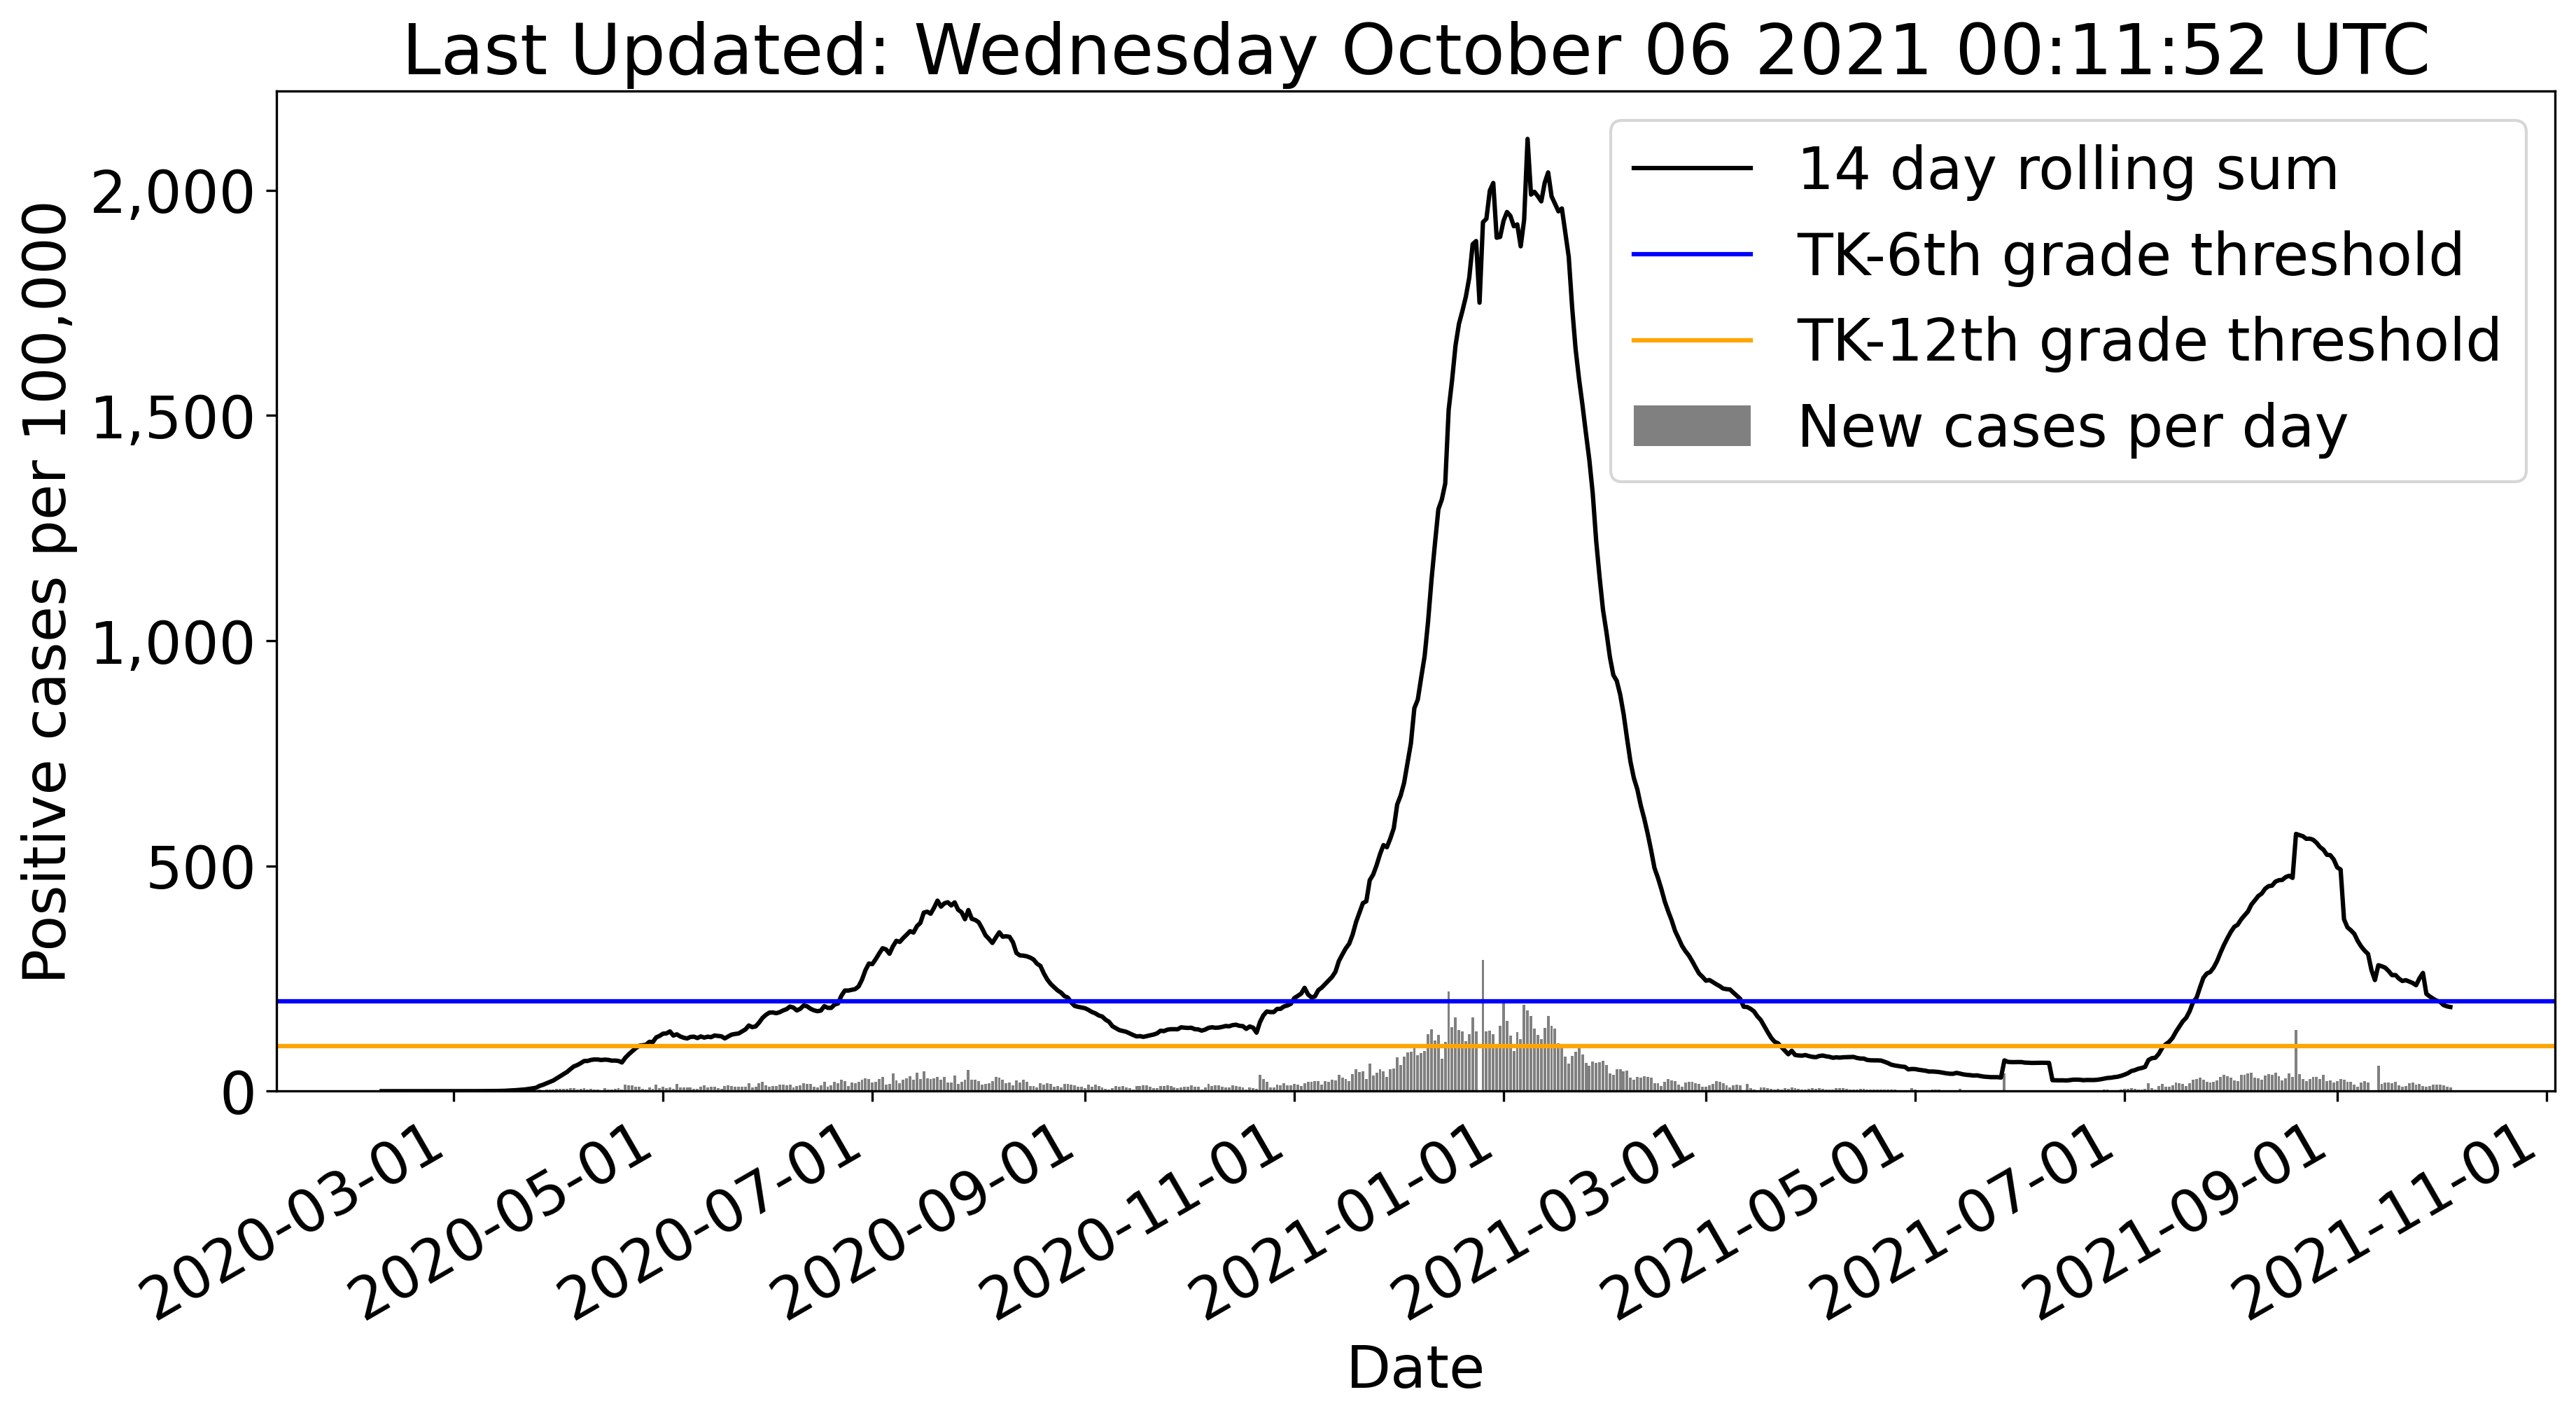 Last Updated: Wednesday October 06 2021 00:11:52 UTC
Positive cases per 100,000
2,000
1,500
1,000
500
0
14 day rolling sum
TK-6th grade threshold
TK-12th grade threshold
New cases per day
2020-03-01
2020-05-01
2020-07-01
2020-09-01
2020-11-01
2021-01-01
2021-03-01
2021-05-01
2021-07-01
2021-09-01
2021-11-01
Date